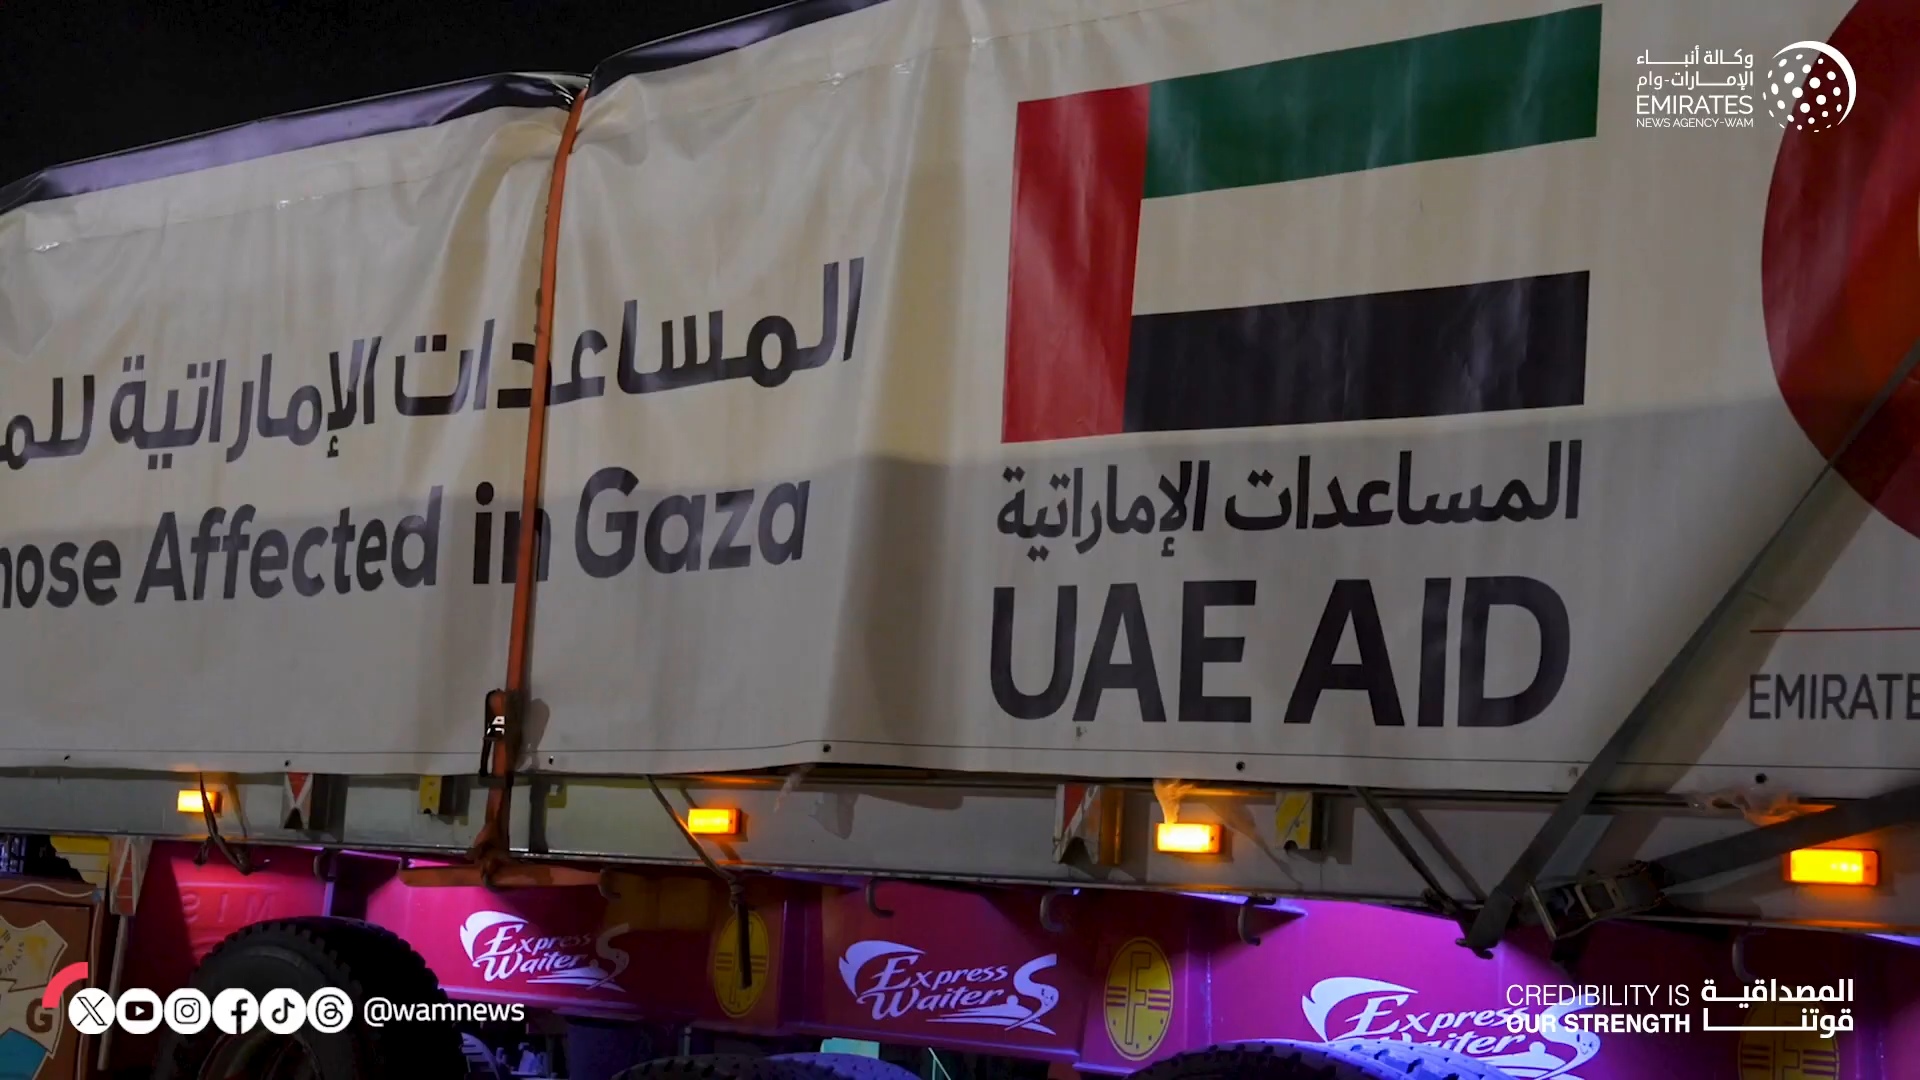 وكالة أنباء
الإمارات-وام
EMIRATES
NEWS AGENCY-WAM
المساعدات الإماراتية
hose Affected in Gaza
المساعدات الإماراتية
UAE AID
EMIRATE
Express
Waiter
Express
Waiter
Express
Waiter
F
G
@wamnews
CREDIBILITY IS
OUR STRENGTH
المصداقية
قوتنا